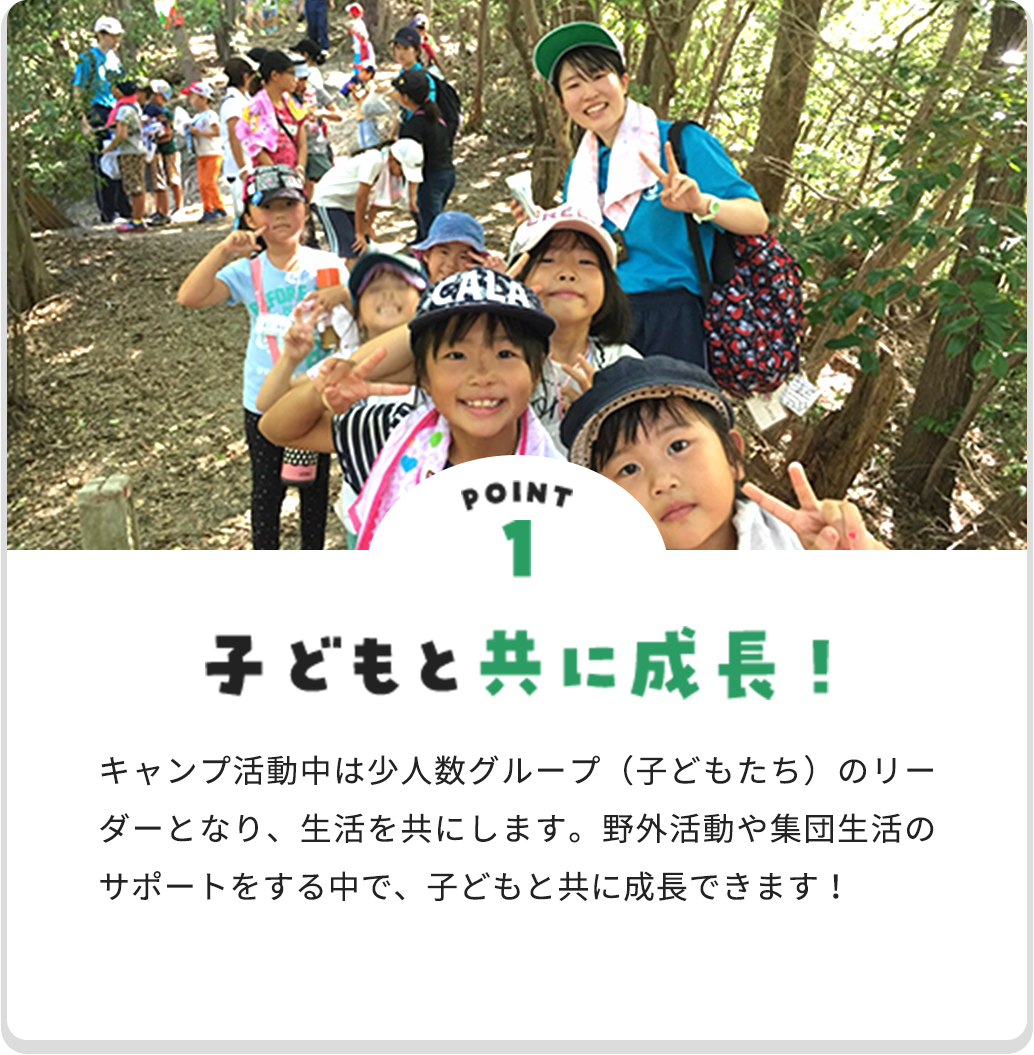 CALA
POINT
1
子どもと共に成長！
キャンプ活動中は少人数グループ（子どもたち）のリー
ダーとなり、生活を共にします。野外活動や集団生活の
サポートをする中で、子どもと共に成長できます！